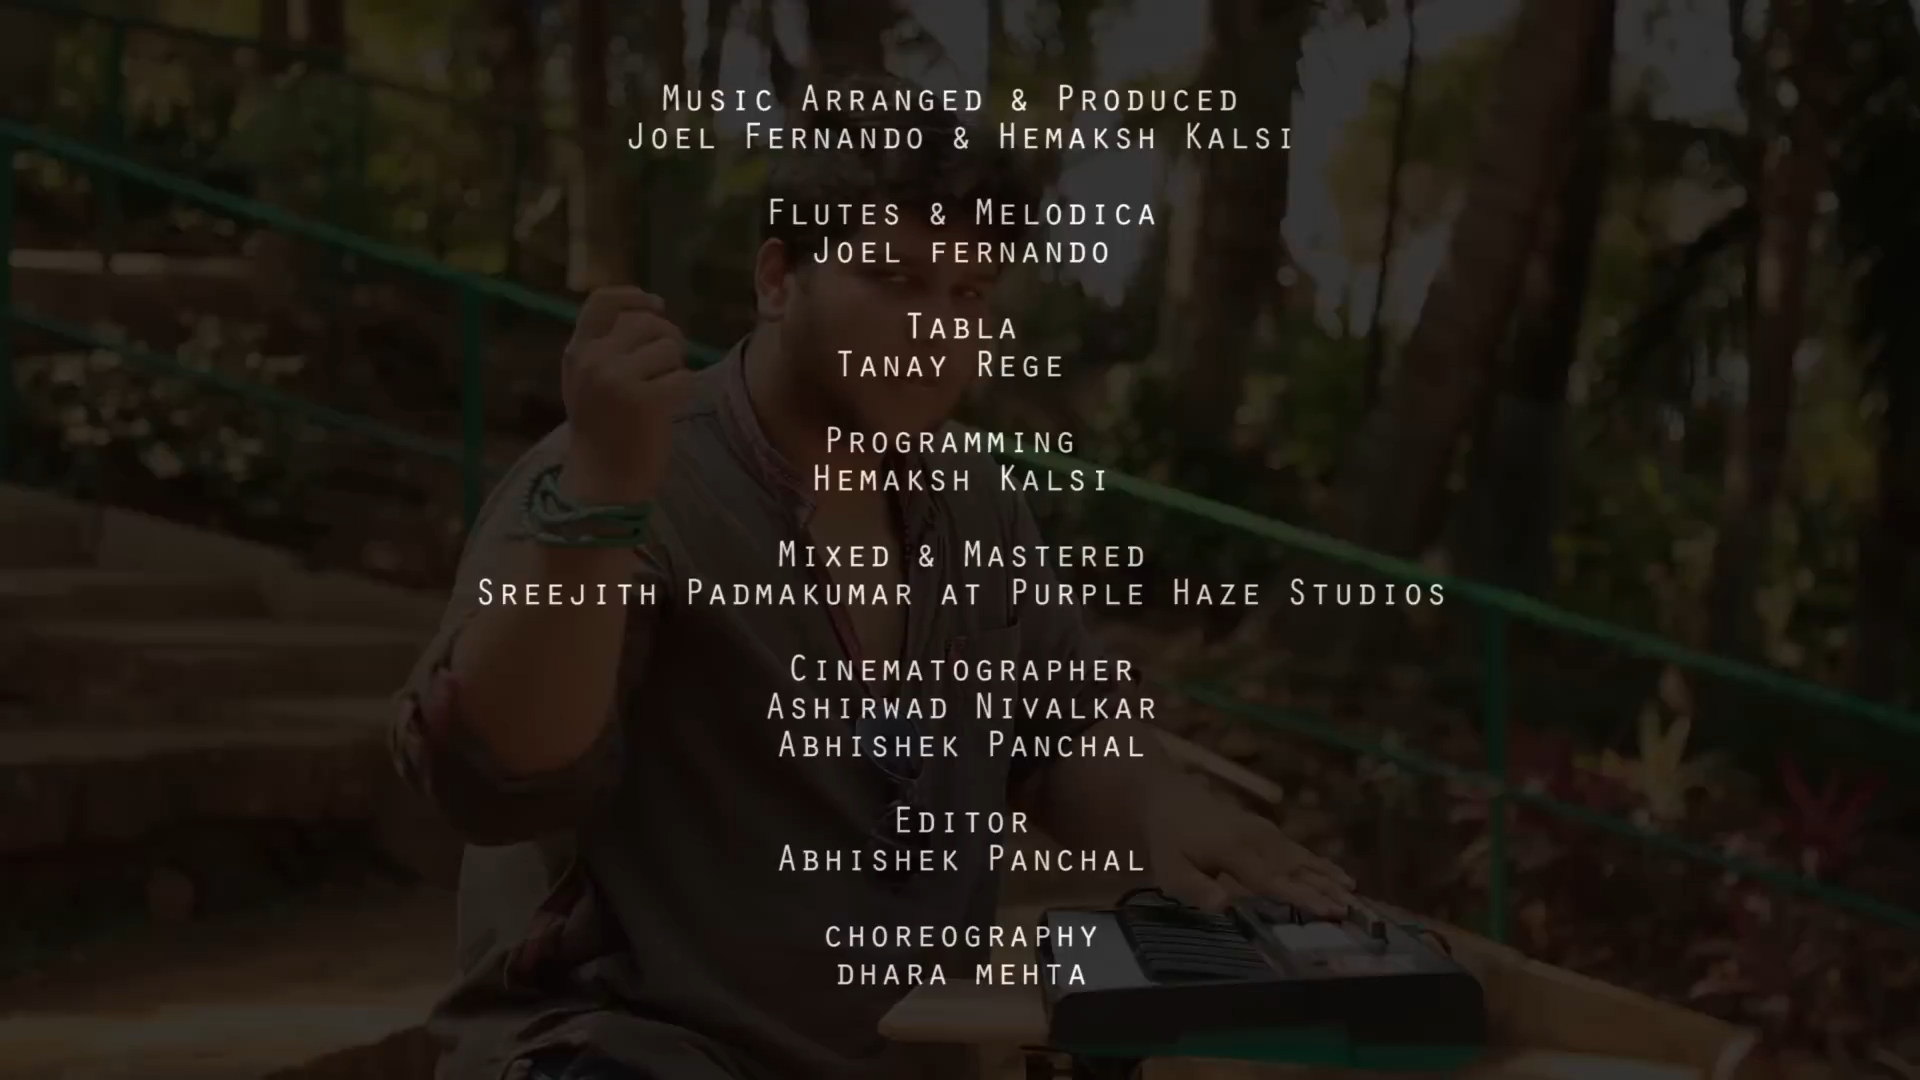 Music Arranged & Produced
Joel Fernando & Hemaksh Kalsi
Flutes & Melodica
Joel fernando
Tabla
Tanay Rege
Programming
Hemaksh Kalsi
Mixed & Mastered
Sreejith Padmakumar at Purple Haze Studios
Cinematographer
Ashirwad Nivalkar
Abhishek Panchal
Editor
Abhishek Panchal
choreography
dhara mehta